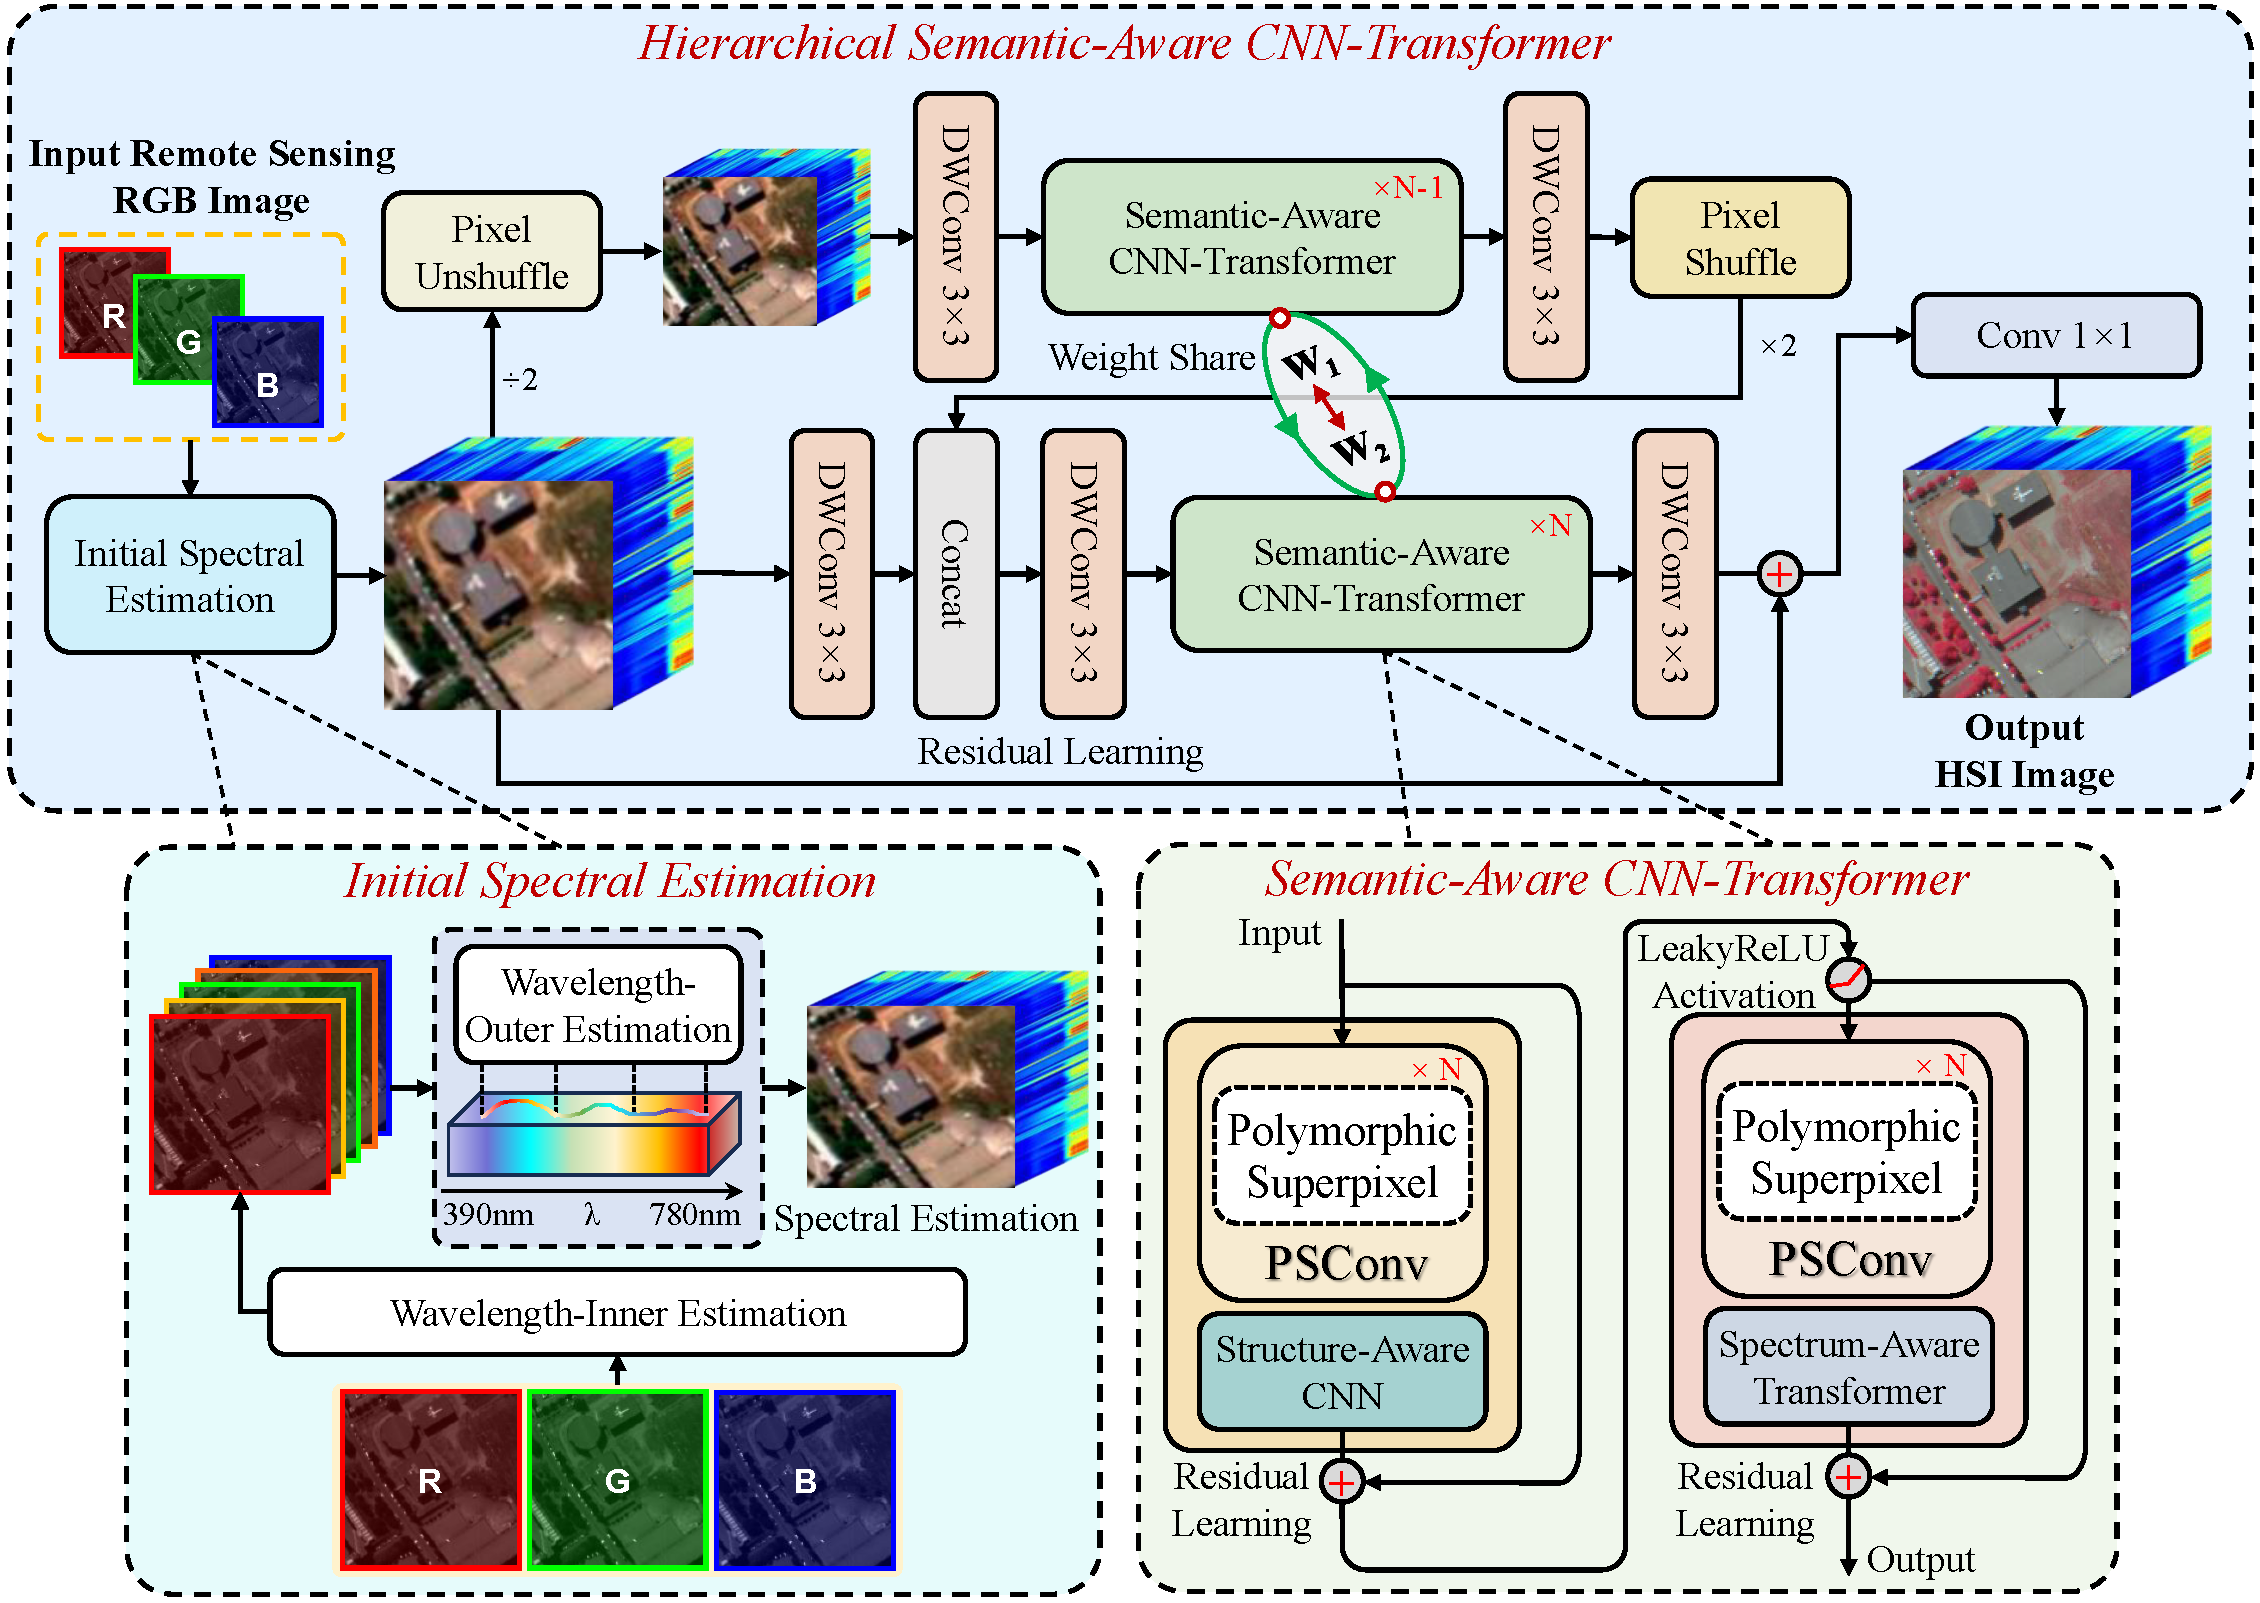 Hierarchical Semantic-Aware CNN-Transformer
Input Remote Sensing
RGB Image
R
G
B
Initial Spectral
Estimation
Pixel
Unshuffle
÷2
DWConv 3×3
Semantic-Aware
CNN-Transformer
×N-1
DWConv 3×3
Pixel
Shuffle
×2
Weight Share
W1
W2
DWConv 3×3
Concat
DWConv 3×3
Semantic-Aware
CNN-Transformer
×N
DWConv 3×3
+
Conv 1×1
Residual Learning
Output
HSI Image
Initial Spectral Estimation
Wavelength-
Outer Estimation
390nm λ 780nm
Spectral Estimation
Wavelength-Inner Estimation
R
G
B
Semantic-Aware CNN-Transformer
Input
× N
Polymorphic
Superpixel
PSConv
Structure-Aware
CNN
Residual
Learning
+
LeakyReLU
Activation
× N
Polymorphic
Superpixel
PSConv
Spectrum-Aware
Transformer
Residual
Learning
+
Output